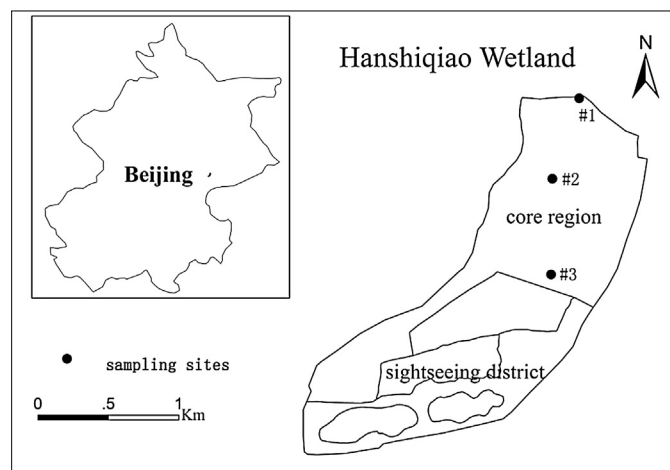 Hanshiqiao Wetland
N
#1
Beijing
#2
core region
#3
sampling sites
sightseeing district
0 .5 1
Km